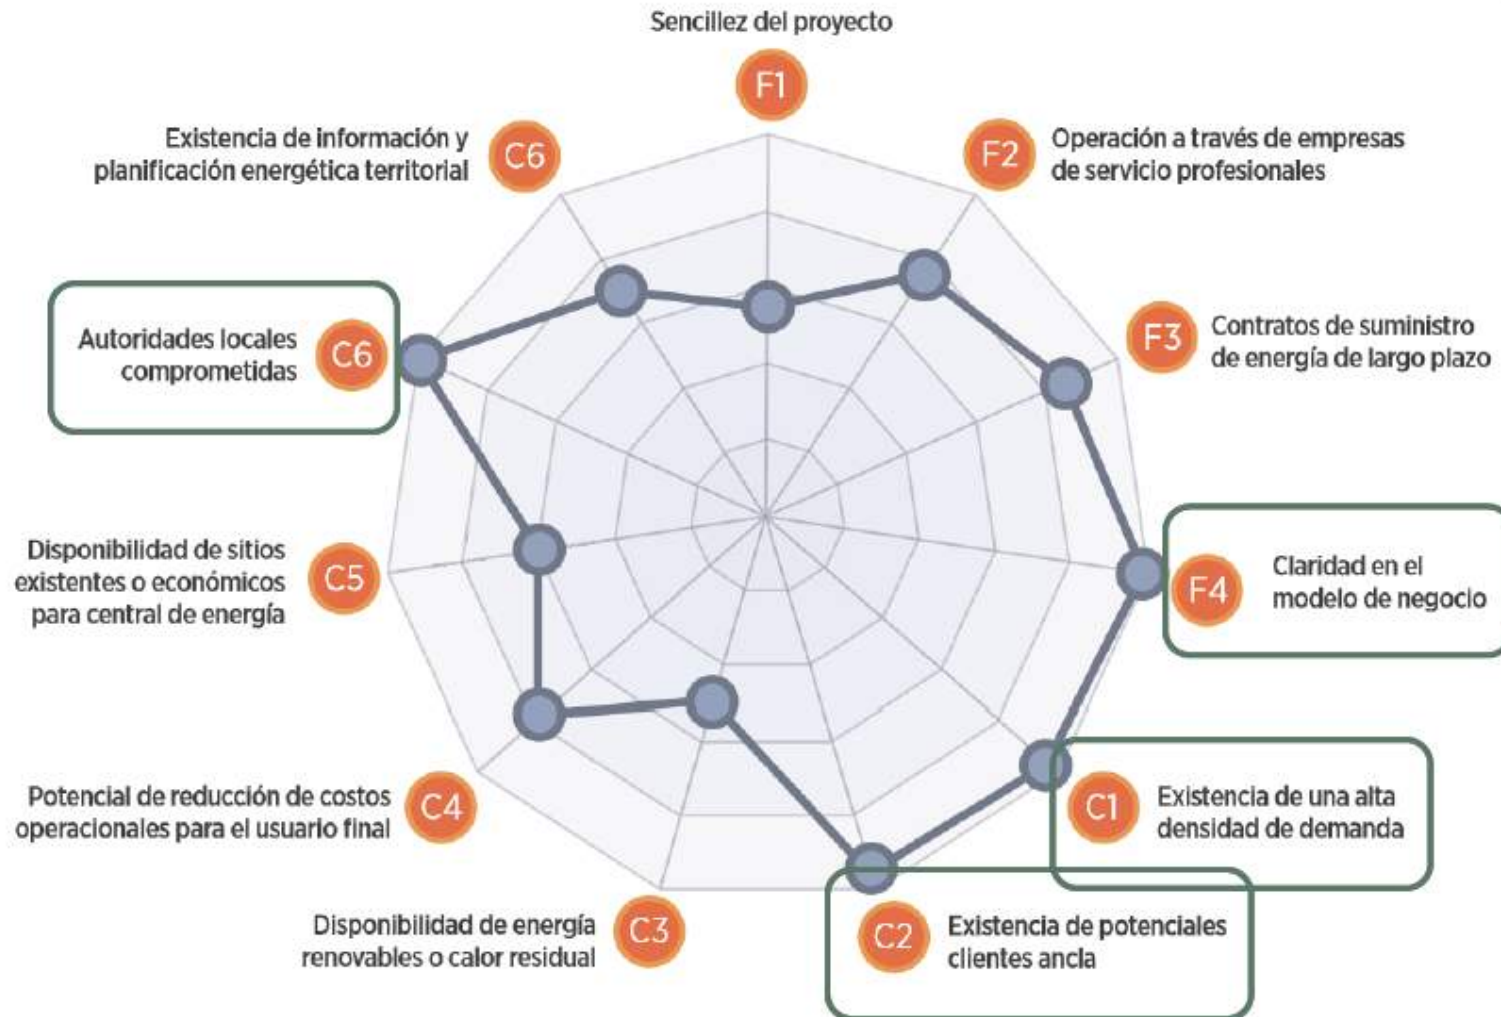 Sencillez del proyecto
F1
F2
Operación a través de empresas
de servicio profesionales
F3
Contratos de suministro
de energía de largo plazo
F4
Claridad en el
modelo de negocio
C1
Existencia de una alta
densidad de demanda
C2
Existencia de potenciales
clientes ancla
C3
Disponibilidad de energía
renovables o calor residual
C4
Potencial de reducción de costos
operacionales para el usuario final
C5
Disponibilidad de sitios
existentes o económicos
para central de energía
C6
Autoridades locales
comprometidas
C6
Existencia de información y
planificación energética territorial